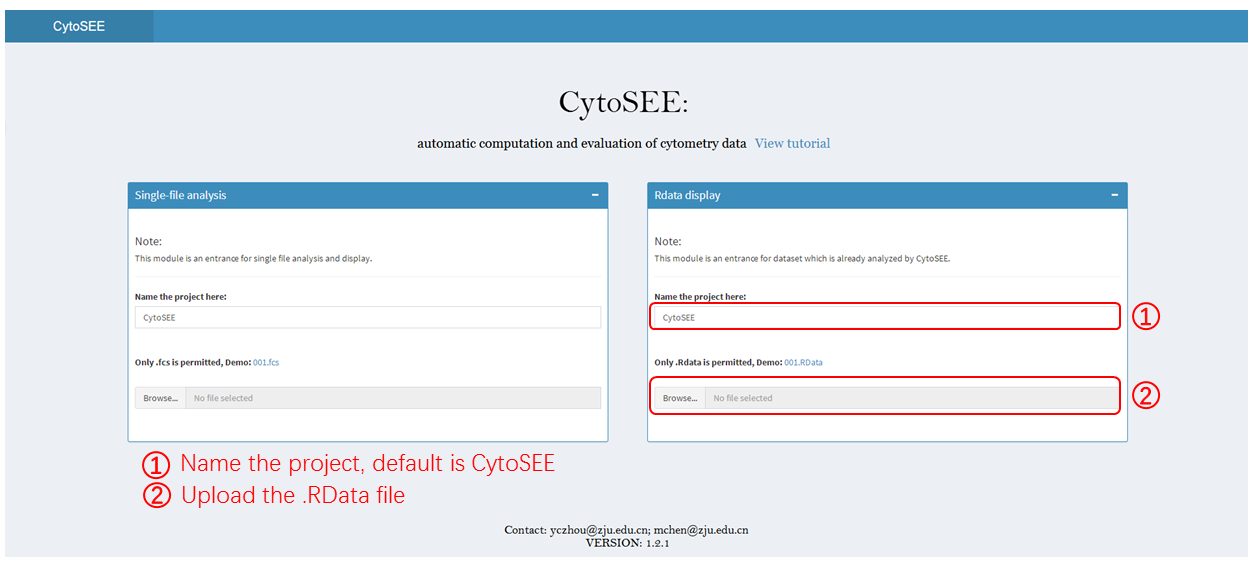 CytoSEE
CytoSEE:
automatic computation and evaluation of cytometry data View tutorial
Single-file analysis
Note:
This module is an entrance for single file analysis and display.
Name the project here:
CytoSEE
Only .fcs is permitted, Demo: 001.fcs
Browse... No file selected
Rdata display
Note:
This module is an entrance for dataset which is already analyzed by CytoSEE.
Name the project here:
CytoSEE ①
Only .Rdata is permitted, Demo: 001.RData
Browse... No file selected ②
① Name the project, default is CytoSEE
② Upload the .RData file
Contact: yczhou@zju.edu.cn; mchen@zju.edu.cn
VERSION: 1.2.1